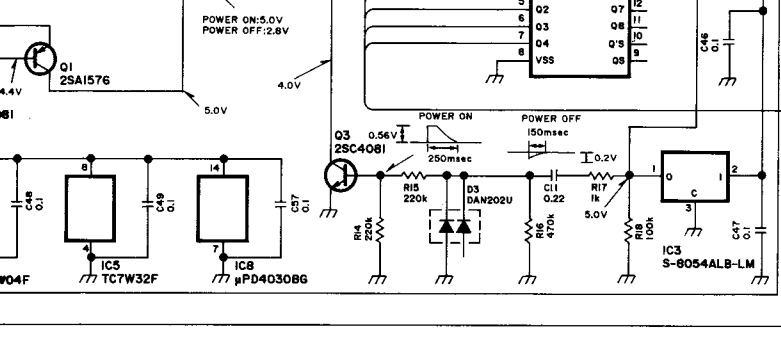 POWER ON:5.0V
POWER OFF:2.8V
Q1
2SA1576
4.4V
5.0V
4.0V
5
Q2
6
Q3
7
Q4
8
VSS
12
Q7
11
Q8
10
Q'S
9
QS
C46
0.1
POWER ON
0.56V
250msec
POWER OFF
150msec
0.2V
Q3
2SC4081
R15
220k
R14
220k
D3
DAN202U
C11
0.22
R16
470k
R17
1k
5.0V
R18
100k
1
O
I
2
C
3
IC3
S-8054ALB-LM
C47
0.1
C48
0.1
8
4
IC5
TC7W32F
C49
0.1
14
7
IC8
μPD4030BG
C57
0.1
W04F